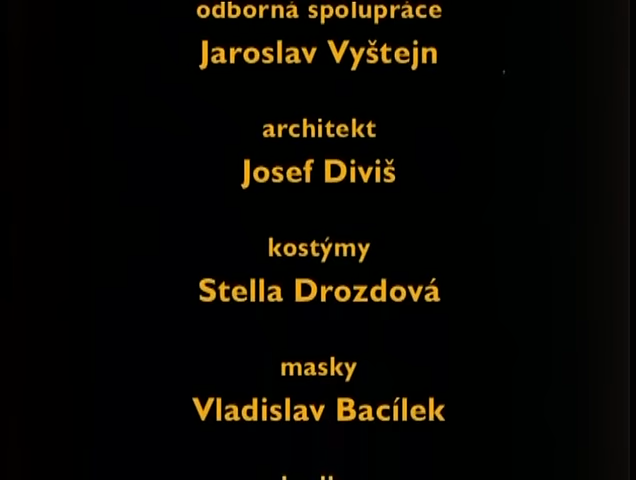 odborná spolupráce
Jaroslav Vyštejn
architekt
Josef Diviš
kostýmy
Stella Drozdová
masky
Vladislav Bacílek